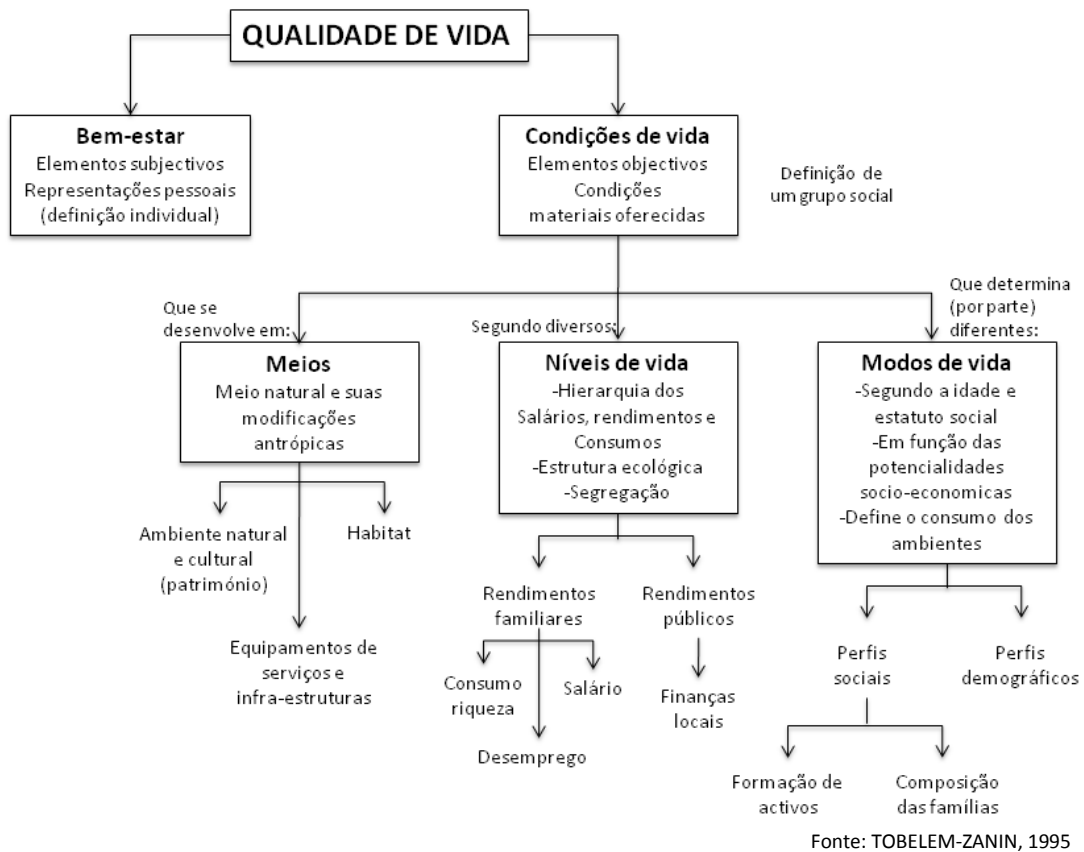 QUALIDADE DE VIDA
Bem-estar
Elementos subjectivos
Representações pessoais
(definição individual)
Condições de vida
Elementos objectivos
Condições
materiais oferecidas
Definição de
um grupo social
Que se
desenvolve em:
Segundo diversos:
Que determina
(por parte)
diferentes:
Meios
Meio natural e suas
modificações
antrópicas
Níveis de vida
-Hierarquia dos
Salários, rendimentos e
Consumos
-Estrutura ecológica
-Segregação
Modos de vida
-Segundo a idade e
estatuto social
-Em função das
potencialidades
socio-economicas
-Define o consumo dos
ambientes
Ambiente natural
e cultural
(património)
Habitat
Equipamentos de
serviços e
infra-estruturas
Rendimentos
familiares
Rendimentos
públicos
Consumo
riqueza
Salário
Desemprego
Finanças
locais
Perfis
sociais
Perfis
demográficos
Formação de
activos
Composição
das famílias
Fonte: TOBELEM-ZANIN, 1995